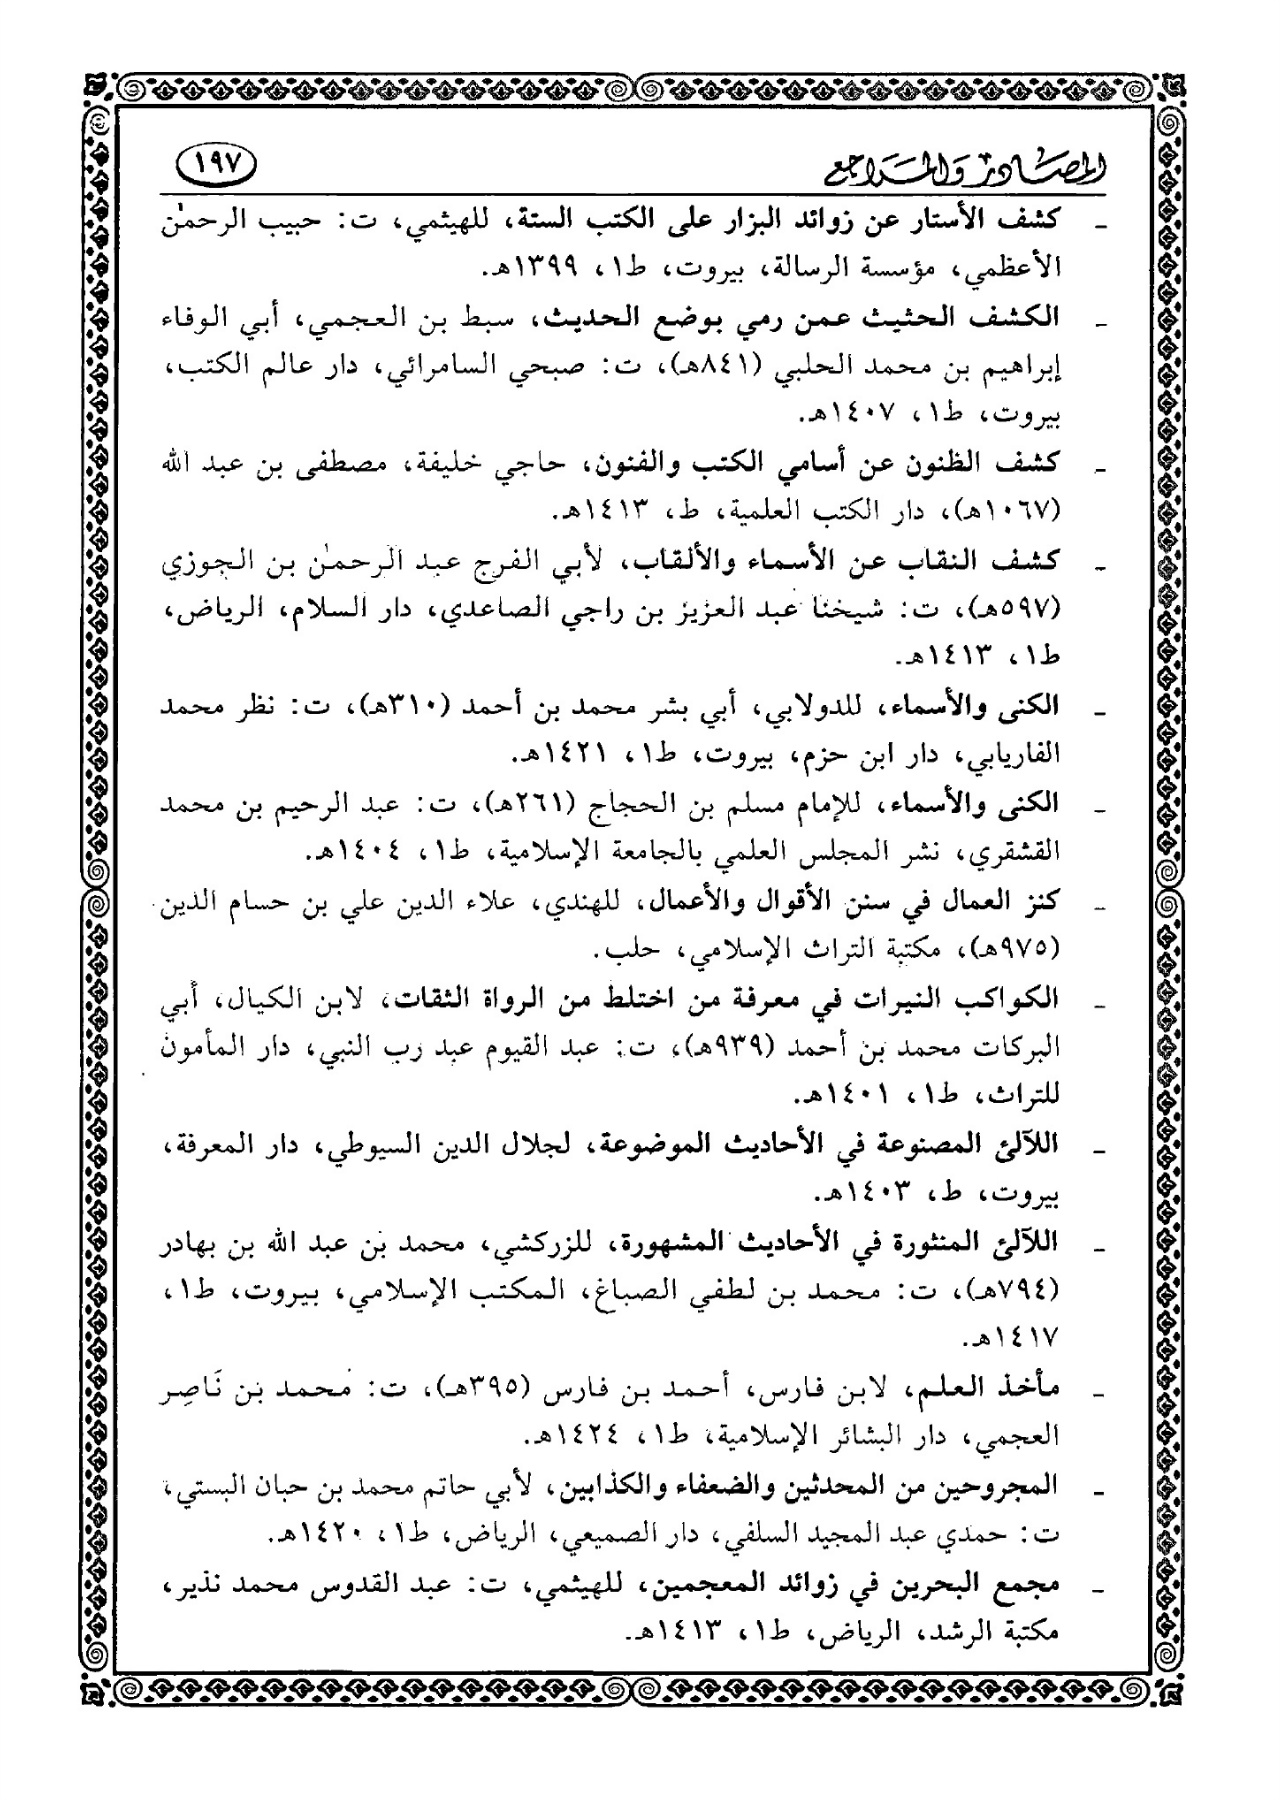 المصادر والمراجع
١٩٧
- كشف الأستار عن زوائد البزار على الكتب الستة، للهيثمي، ت: حبيب الرحمٰن
الأعظمي، مؤسسة الرسالة، بيروت، ط١، ١٣٩٩هـ.
- الكشف الحثيث عمن رمي بوضع الحديث، سبط بن العجمي، أبي الوفاء
إبراهيم بن محمد الحلبي (٨٤١هـ)، ت: صبحي السامرائي، دار عالم الكتب،
بيروت، ط١، ١٤٠٧هـ.
- كشف الظنون عن أسامي الكتب والفنون، حاجي خليفة، مصطفى بن عبد الله
(١٠٦٧هـ)، دار الكتب العلمية، ط، ١٤١٣هـ.
- كشف النقاب عن الأسماء والألقاب، لأبي الفرج عبد الرحمٰن بن الجوزي
(٥٩٧هـ)، ت: شيخنا عبد العزيز بن راجي الصاعدي، دار السلام، الرياض،
ط١، ١٤١٣هـ.
- الكنى والأسماء، للدولابي، أبي بشر محمد بن أحمد (٣١٠هـ)، ت: نظر محمد
الفاريابي، دار ابن حزم، بيروت، ط١، ١٤٢١هـ.
- الكنى والأسماء، للإمام مسلم بن الحجاج (٢٦١هـ)، ت: عبد الرحيم بن محمد
القشقري، نشر المجلس العلمي بالجامعة الإسلامية، ط١، ١٤٠٤هـ.
- كنز العمال في سنن الأقوال والأعمال، للهندي، علاء الدين علي بن حسام الدين
(٩٧٥هـ)، مكتبة التراث الإسلامي، حلب.
- الكواكب النيرات في معرفة من اختلط من الرواة الثقات، لابن الكيال، أبي
البركات محمد بن أحمد (٩٣٩هـ)، ت: عبد القيوم عبد رب النبي، دار المأمون
للتراث، ط١، ١٤٠١هـ.
- اللآلئ المصنوعة في الأحاديث الموضوعة، لجلال الدين السيوطي، دار المعرفة،
بيروت، ط، ١٤٠٣هـ.
- اللآلئ المنثورة في الأحاديث المشهورة، للزركشي، محمد بن عبد الله بن بهادر
(٧٩٤هـ)، ت: محمد بن لطفي الصباغ، المكتب الإسلامي، بيروت، ط١،
١٤١٧هـ.
- مأخذ العلم، لابن فارس، أحمد بن فارس (٣٩٥هـ)، ت: محمد بن نَاصِر
العجمي، دار البشائر الإسلامية، ط١، ١٤٢٤هـ.
- المجروحين من المحدثين والضعفاء والكذابين، لأبي حاتم محمد بن حبان البستي،
ت: حمدي عبد المجيد السلفي، دار الصميعي، الرياض، ط١، ١٤٢٠هـ.
- مجمع البحرين في زوائد المعجمين، للهيثمي، ت: عبد القدوس محمد نذير،
مكتبة الرشد، الرياض، ط١، ١٤١٣هـ.